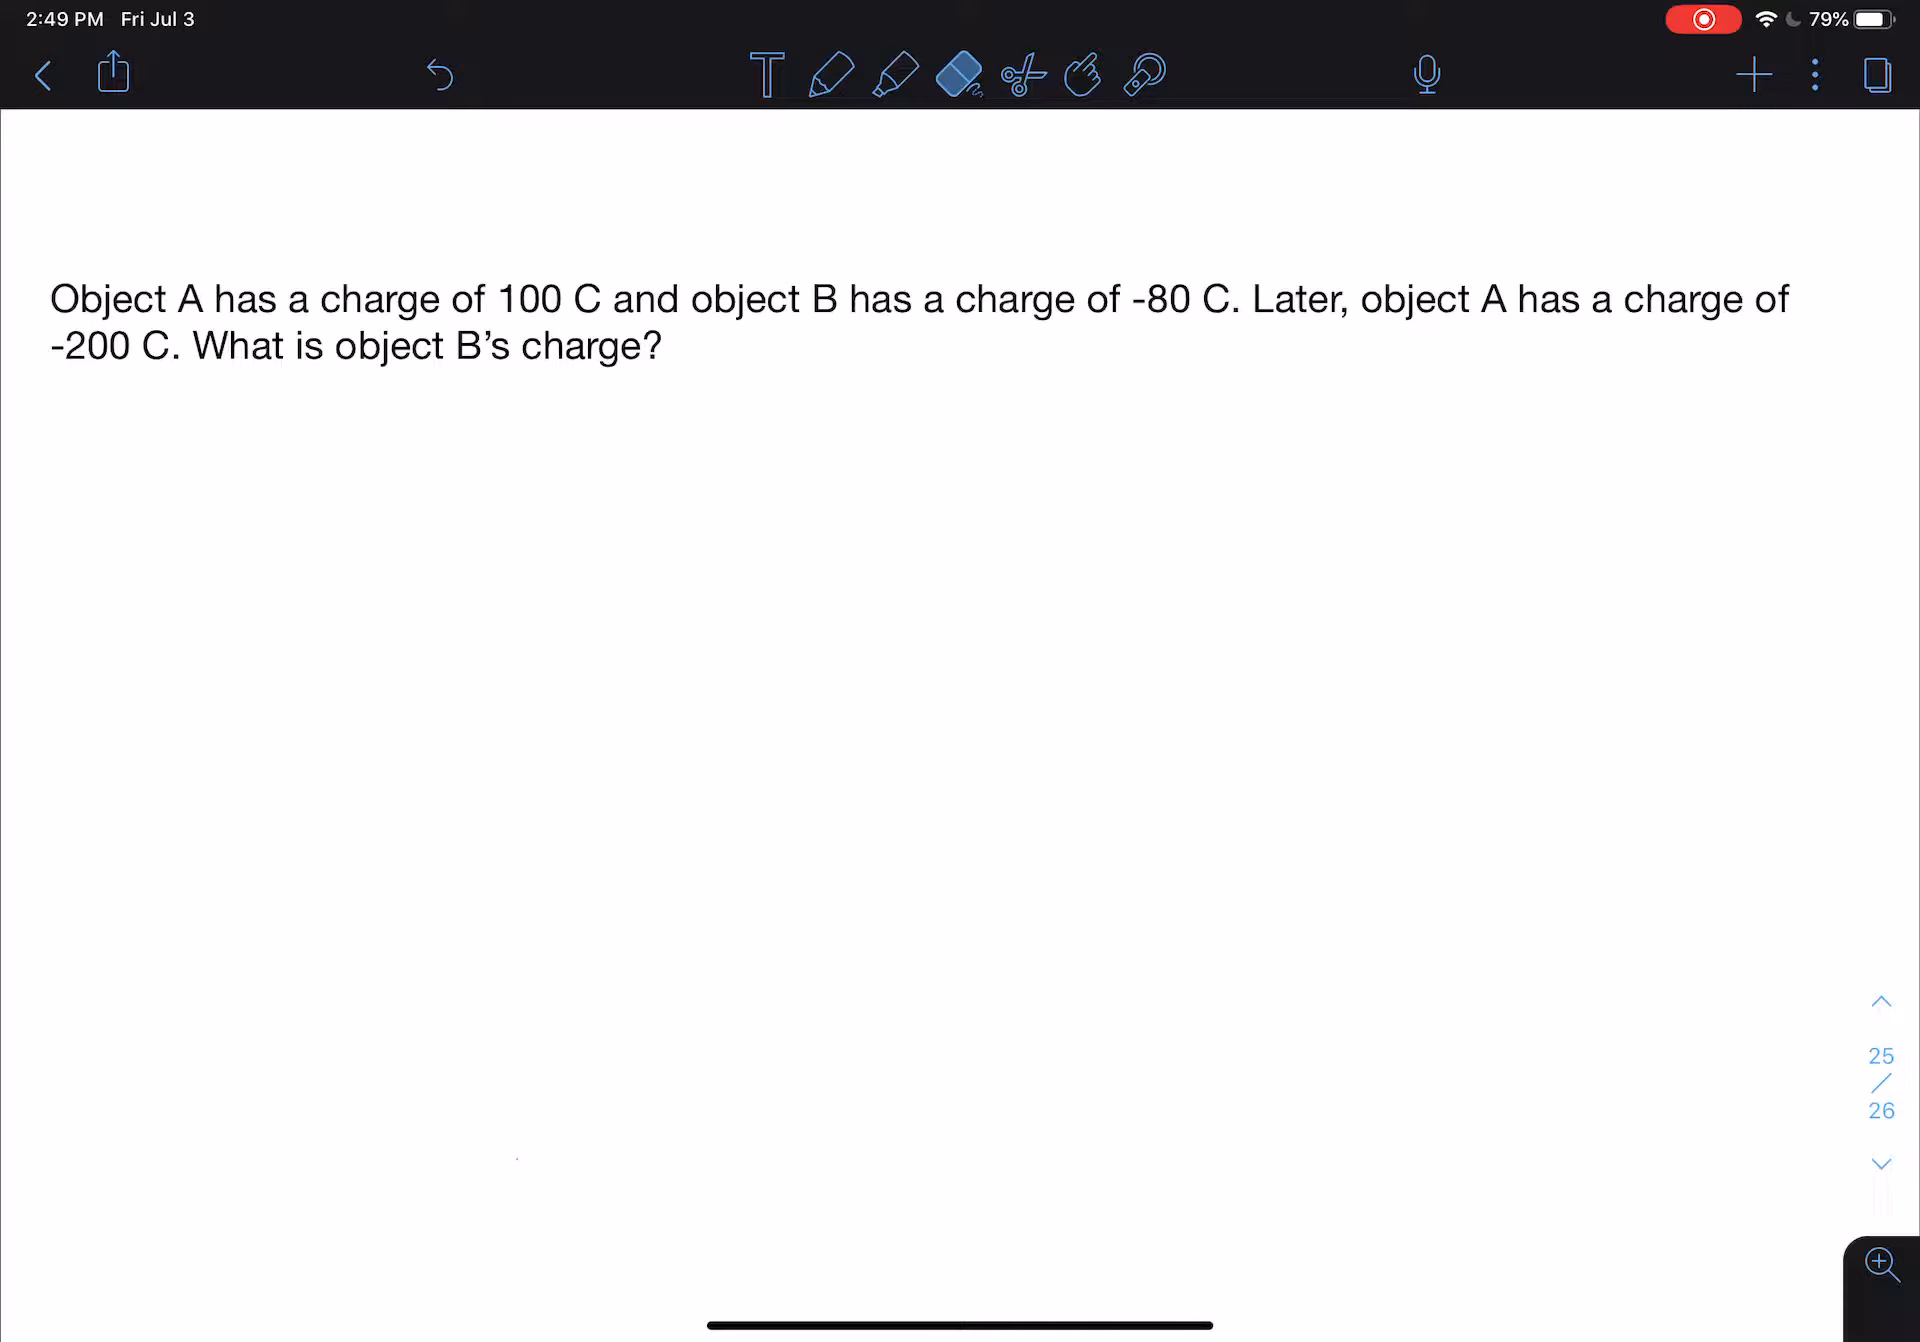 2:49 PM Fri Jul 3
79%
Object A has a charge of 100 C and object B has a charge of -80 C. Later, object A has a charge of
-200 C. What is object B’s charge?
25
26